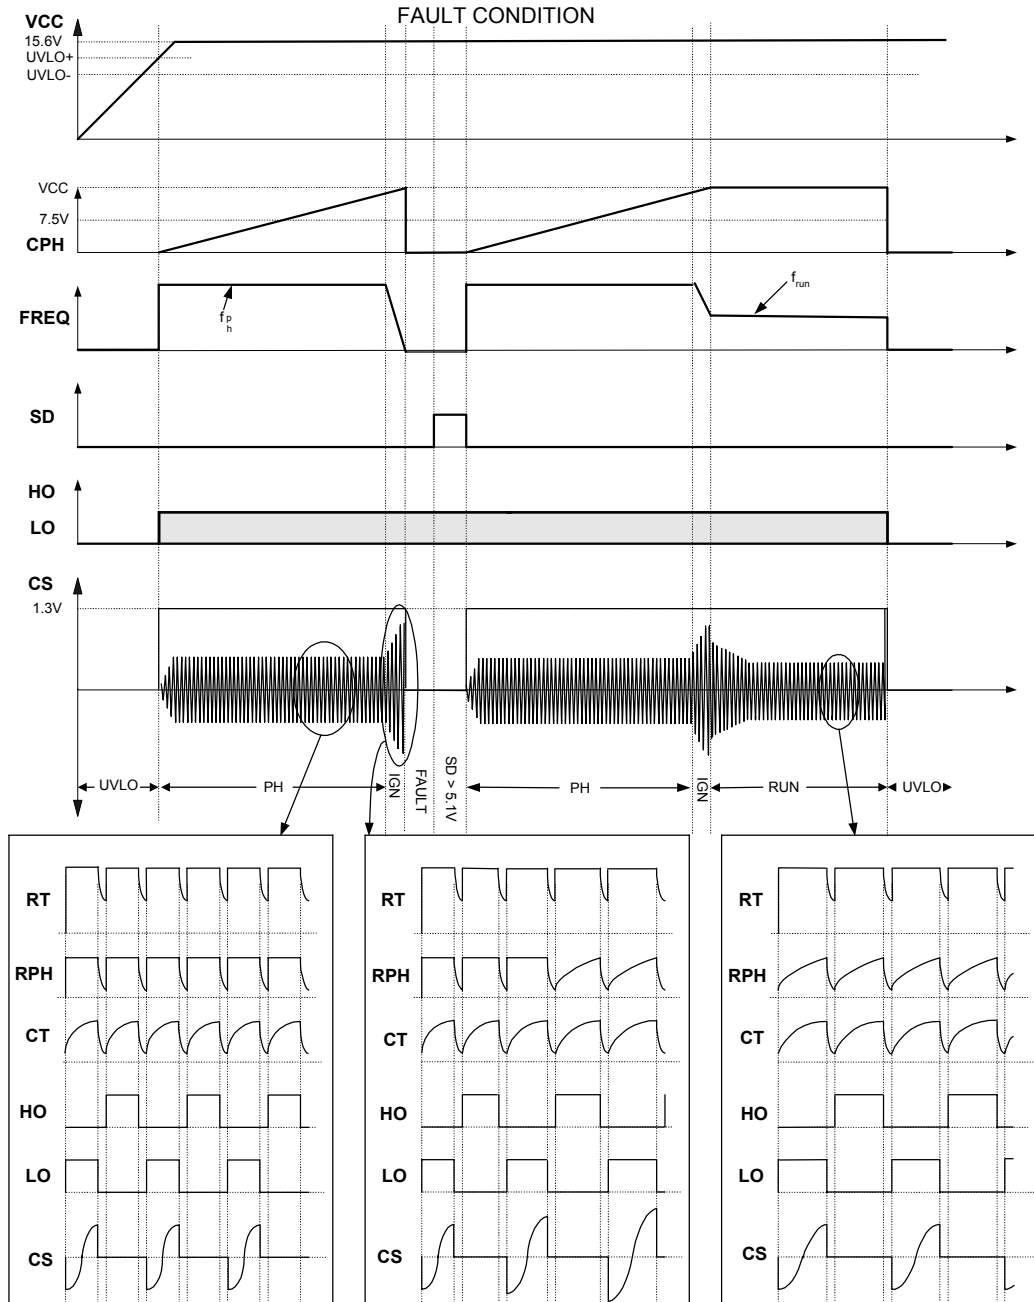 FAULT CONDITION
VCC
15.6V
UVLO+
UVLO-
VCC
7.5V
CPH
FREQ
fph
frun
SD
HO
LO
CS
1.3V
UVLO
PH
IGN
FAULT
SD > 5.1V
PH
IGN
RUN
UVLO
RT
RPH
CT
HO
LO
CS
RT
RPH
CT
HO
LO
CS
RT
RPH
CT
HO
LO
CS